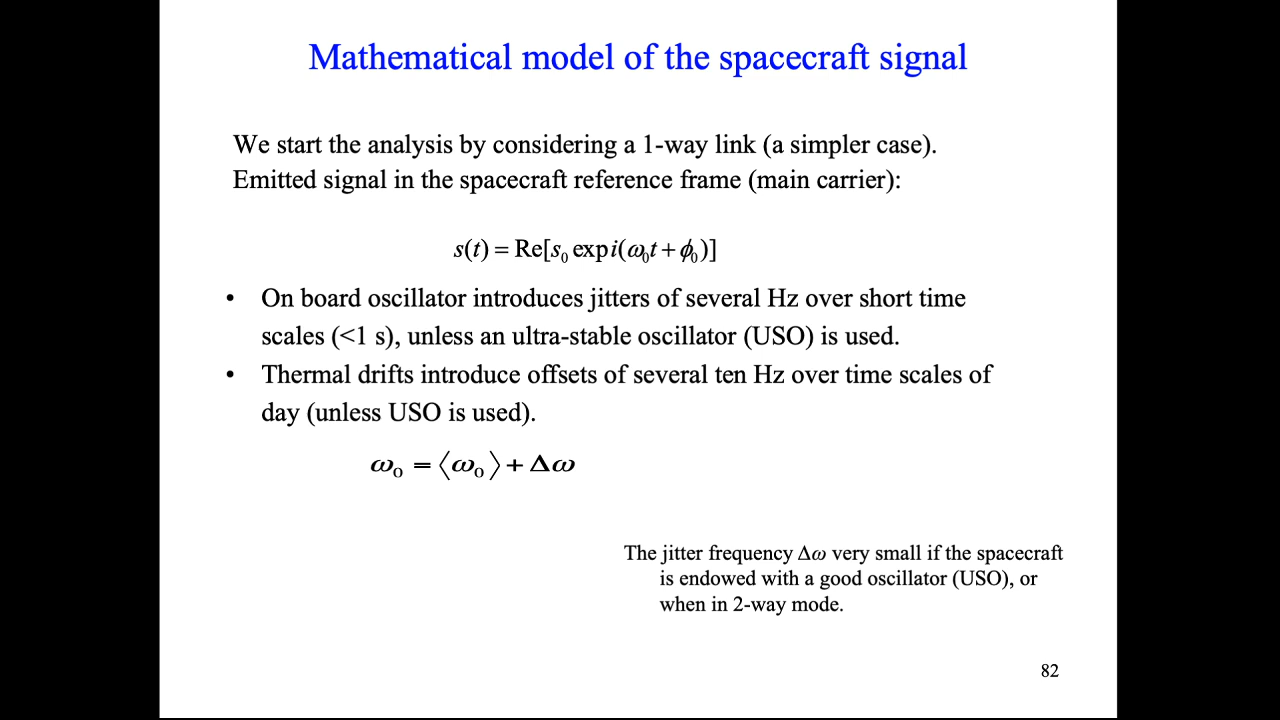 Mathematical model of the spacecraft signal
We start the analysis by considering a 1-way link (a simpler case).
Emitted signal in the spacecraft reference frame (main carrier):
s(t) = Re[s₀ exp i(ω₀t + ϕ₀)]
• On board oscillator introduces jitters of several Hz over short time
scales (<1 s), unless an ultra-stable oscillator (USO) is used.
• Thermal drifts introduce offsets of several ten Hz over time scales of
day (unless USO is used).
ω₀ = ⟨ω₀⟩ + Δω
The jitter frequency Δω very small if the spacecraft
is endowed with a good oscillator (USO), or
when in 2-way mode.
82